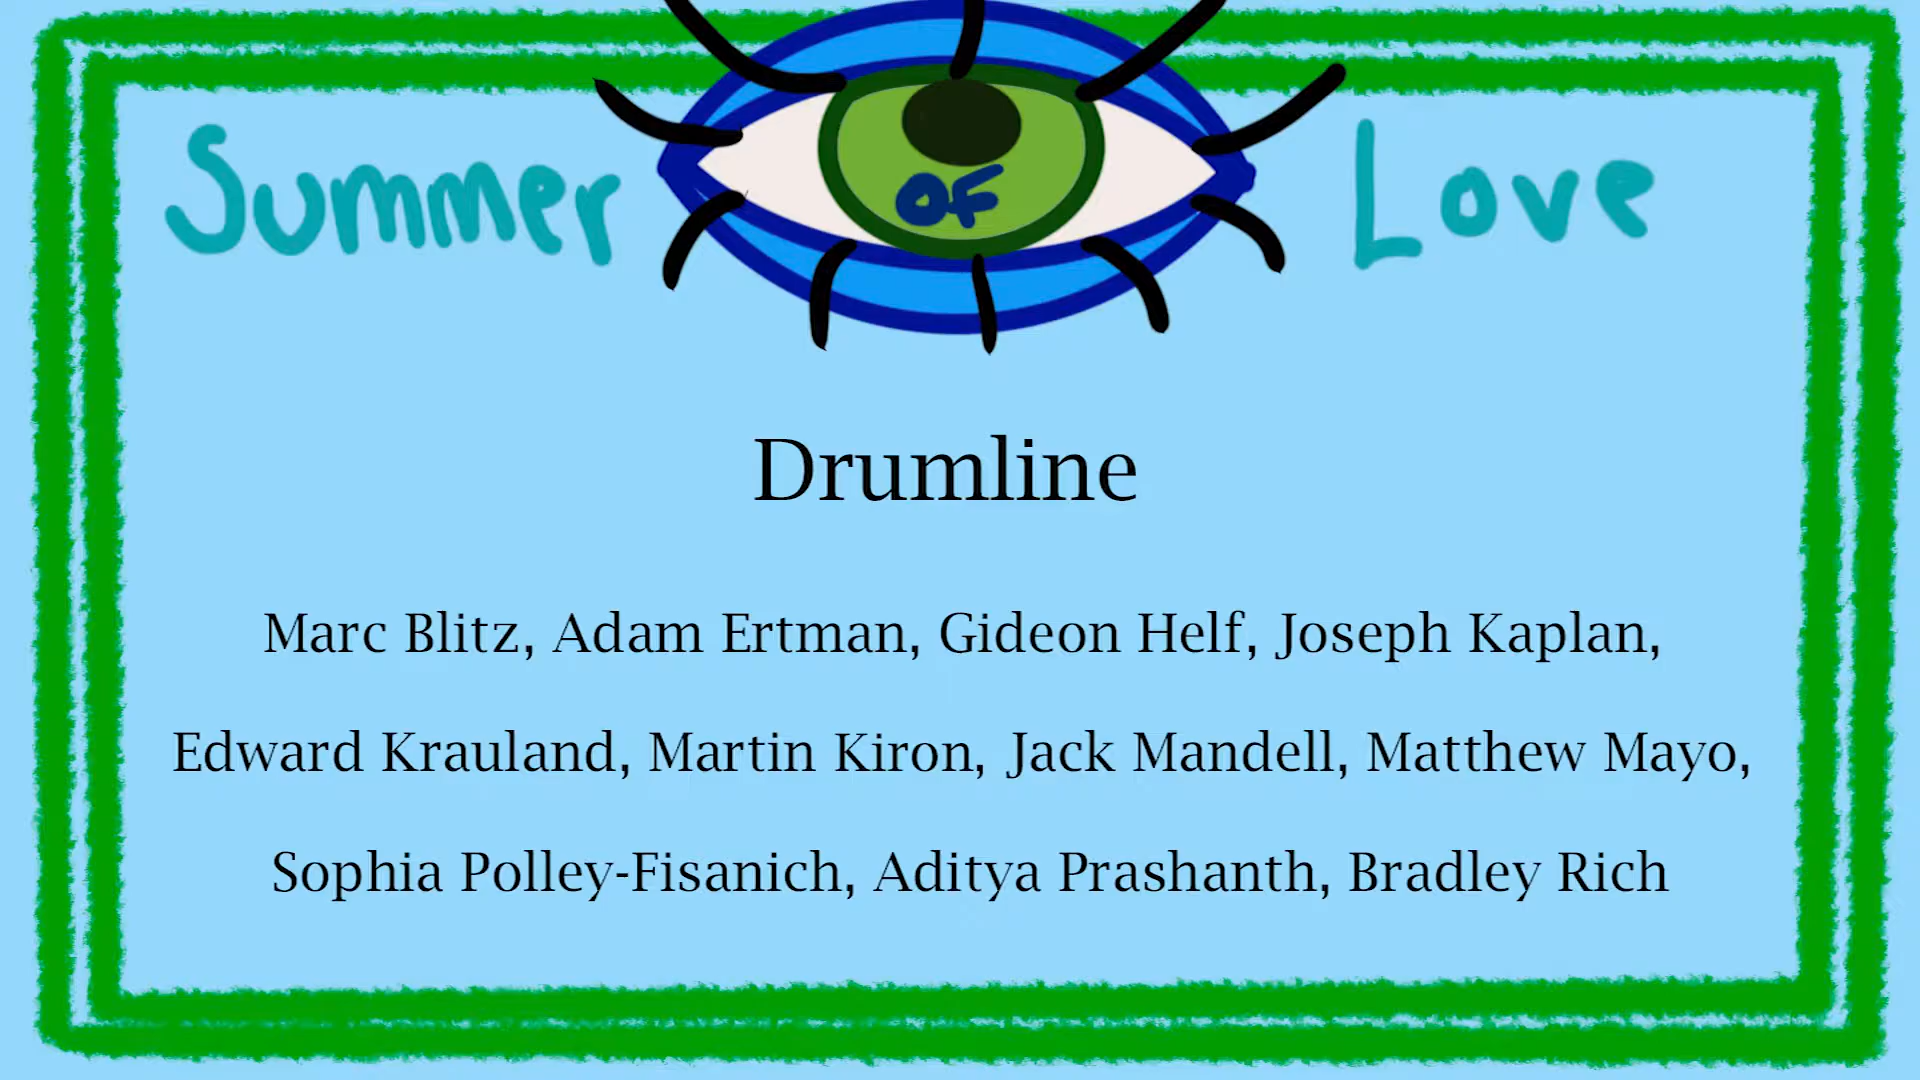 Summer OF Love
Drumline
Marc Blitz, Adam Ertman, Gideon Helf, Joseph Kaplan,
Edward Krauland, Martin Kiron, Jack Mandell, Matthew Mayo,
Sophia Polley-Fisanich, Aditya Prashanth, Bradley Rich